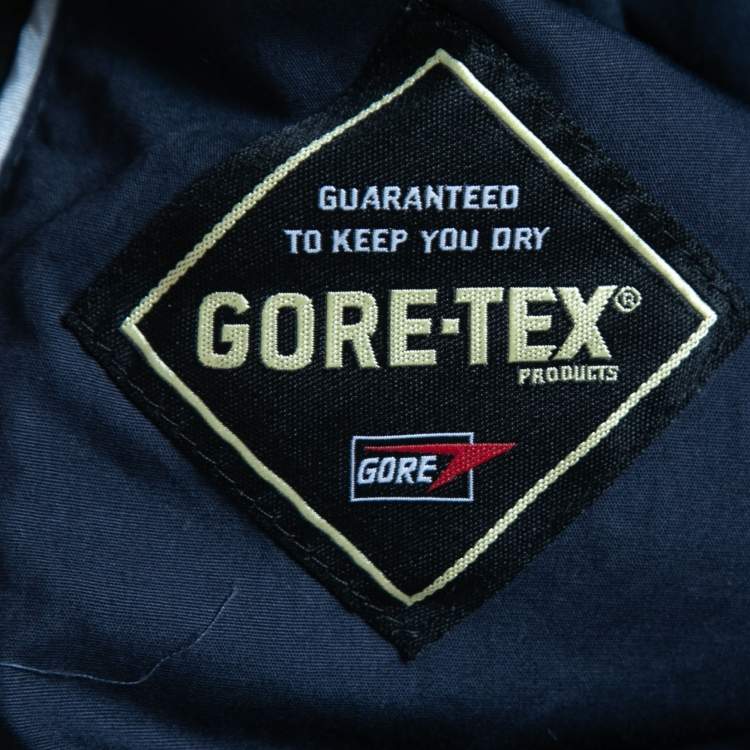 GUARANTEED
TO KEEP YOU DRY
GORE-TEX®
PRODUCTS
GORE